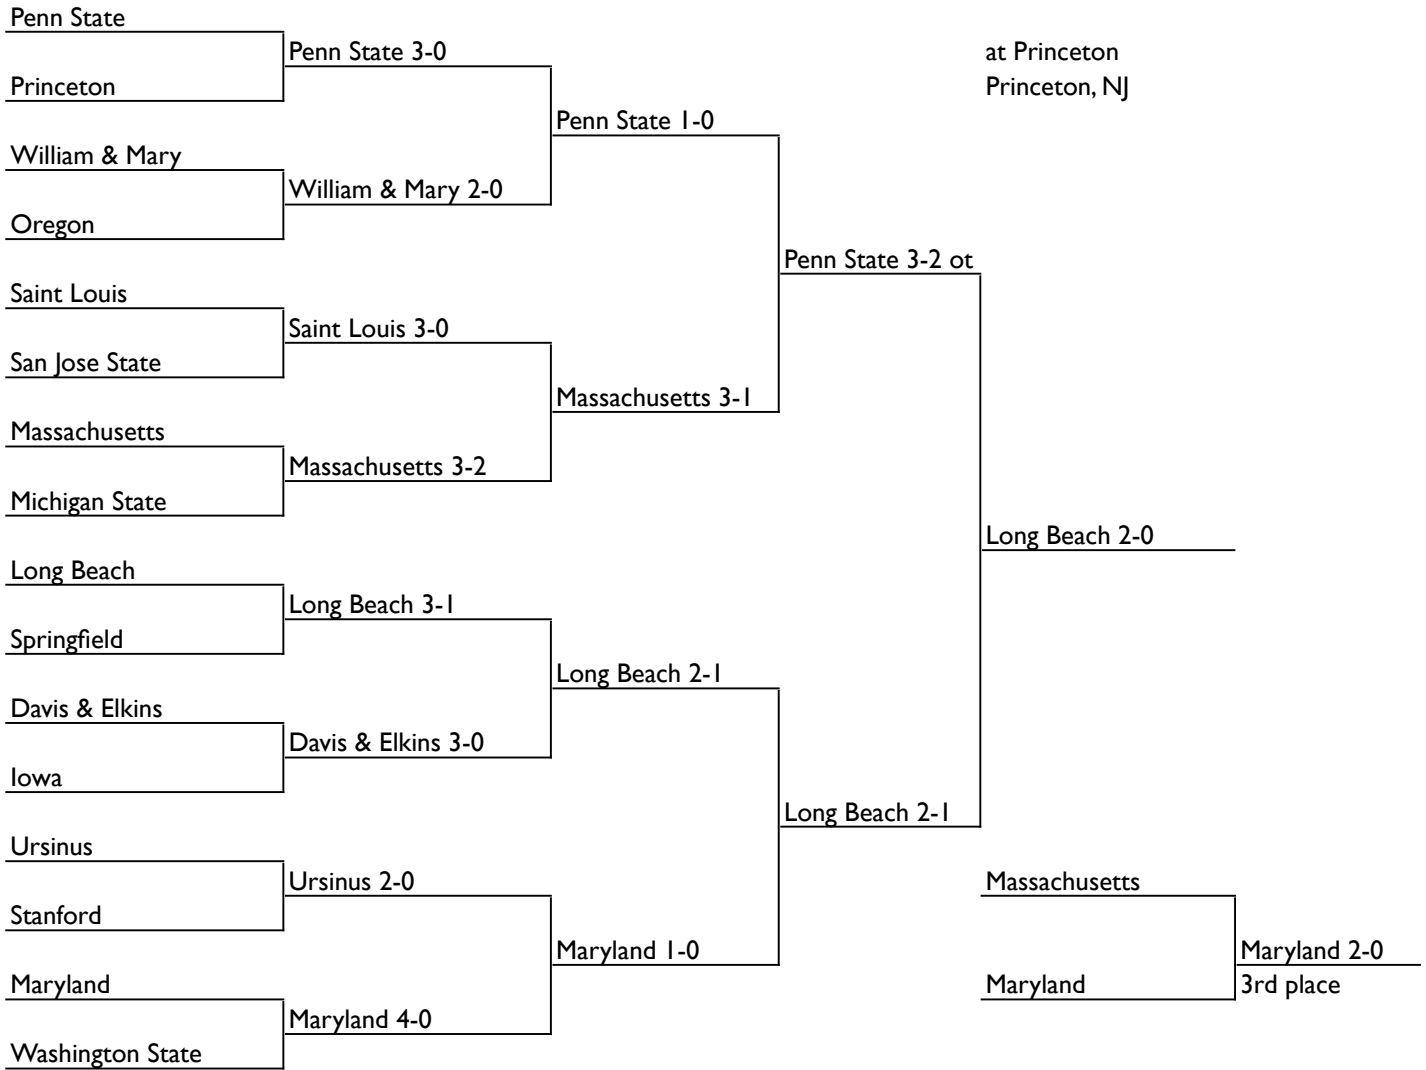 Penn State
Penn State 3-0
at Princeton
Princeton
Princeton, NJ
Penn State 1-0
William & Mary
William & Mary 2-0
Oregon
Penn State 3-2 ot
Saint Louis
Saint Louis 3-0
San Jose State
Massachusetts 3-1
Massachusetts
Massachusetts 3-2
Michigan State
Long Beach 2-0
Long Beach
Long Beach 3-1
Springfield
Long Beach 2-1
Davis & Elkins
Davis & Elkins 3-0
Iowa
Long Beach 2-1
Ursinus
Ursinus 2-0
Massachusetts
Stanford
Maryland 1-0
Maryland 2-0
Maryland
Maryland
3rd place
Maryland 4-0
Washington State